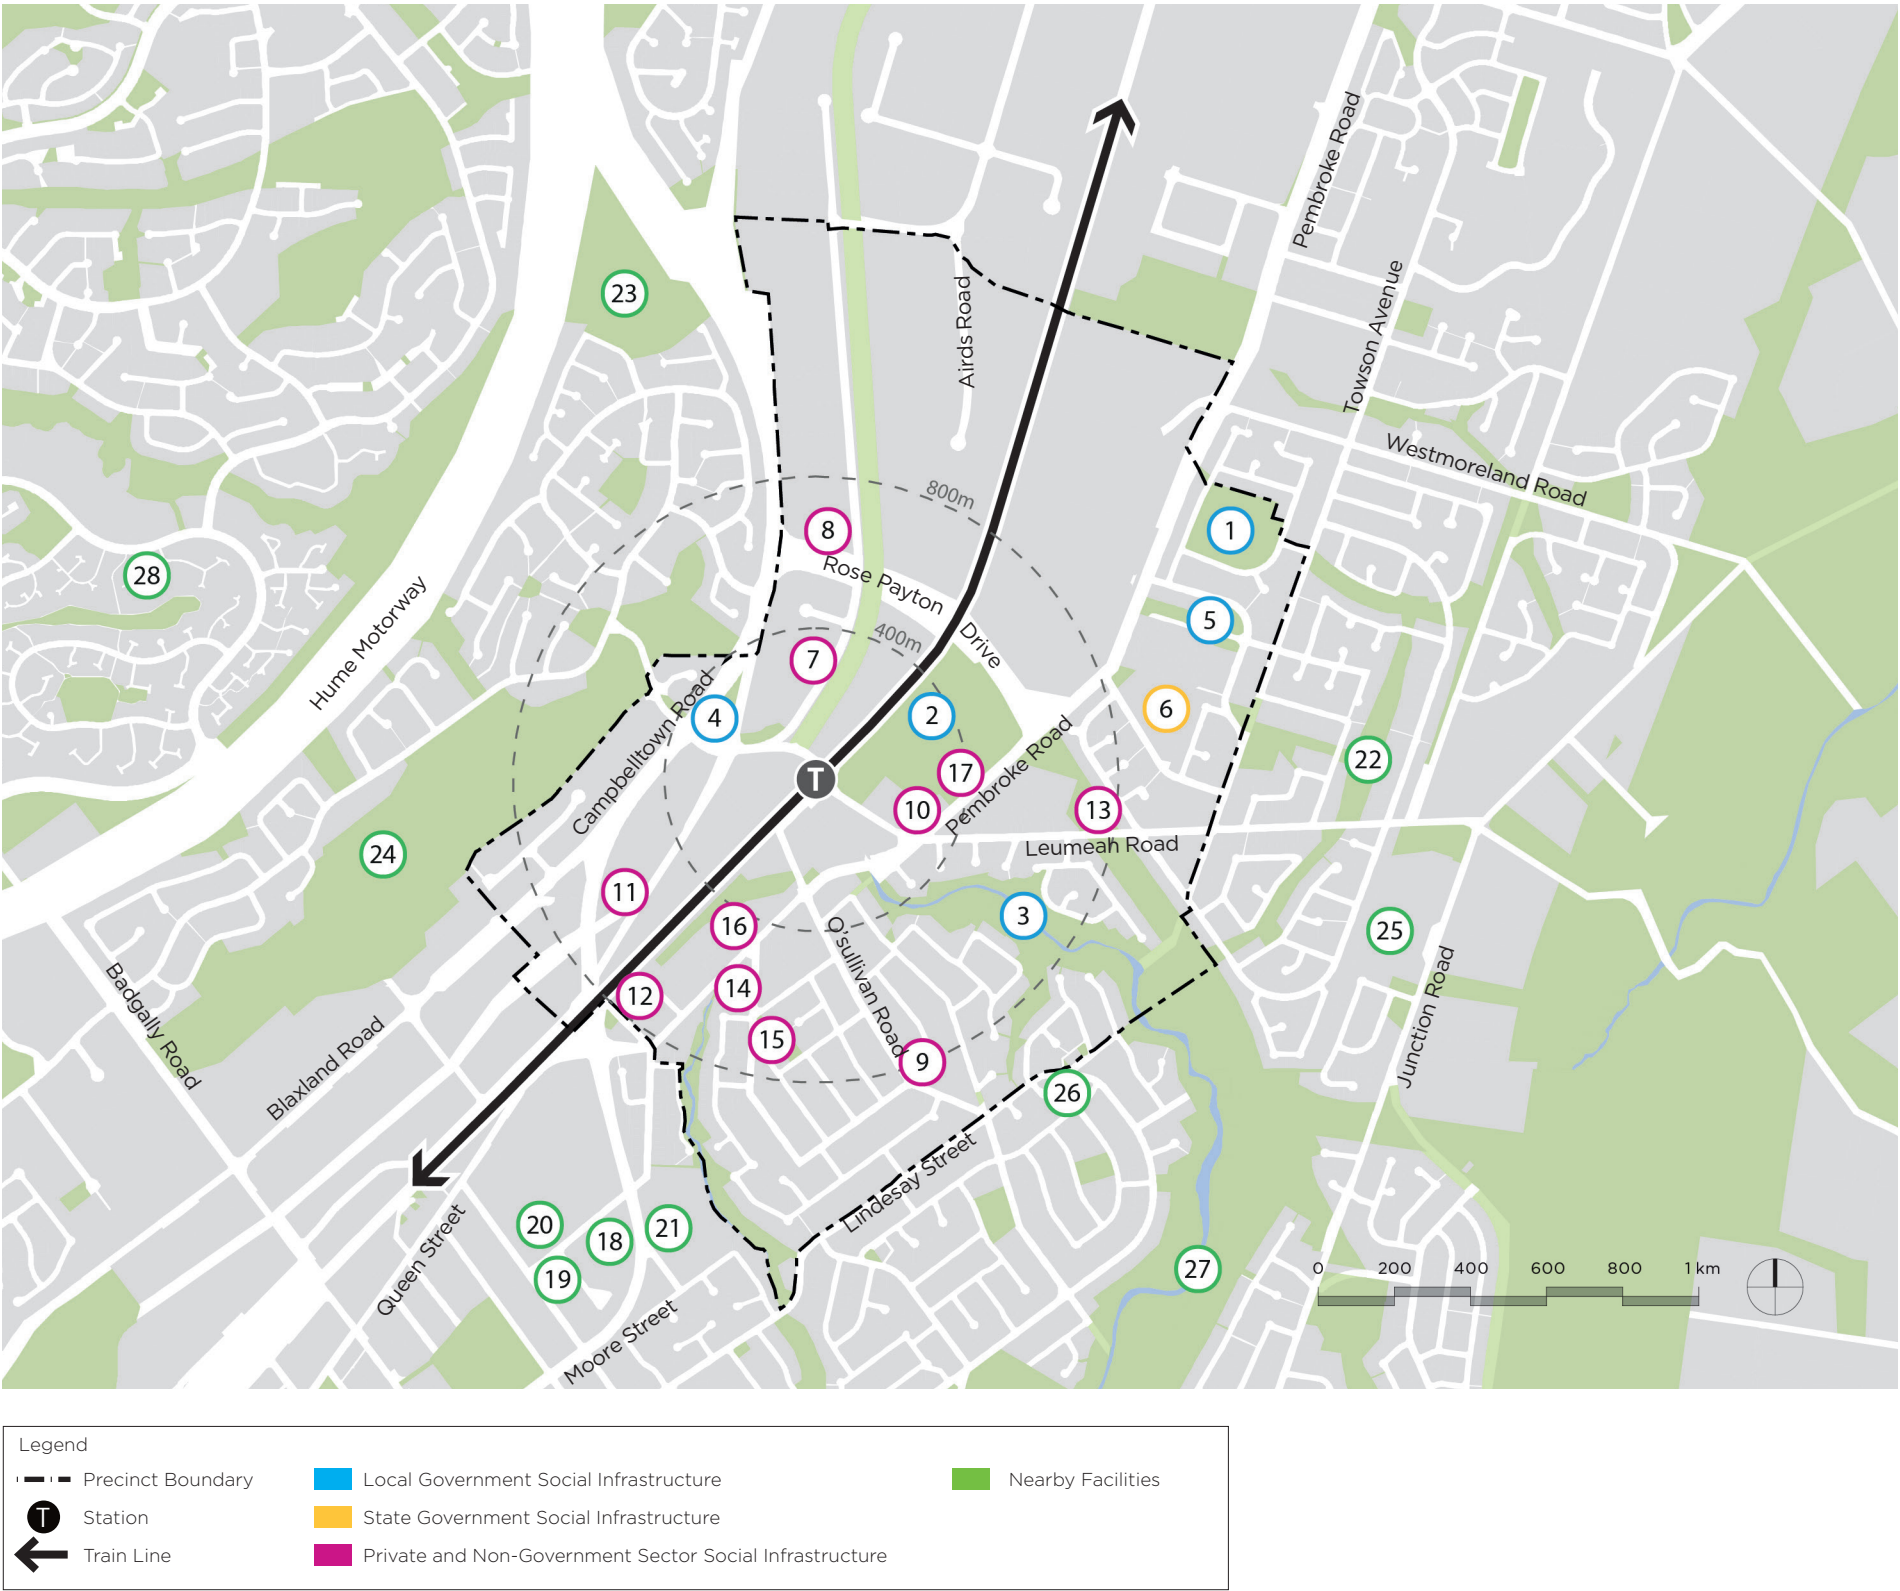 Pembroke Road
23
Airds Road
Towson Avenue
Westmoreland Road
800m
1
8
Rose Payton
Drive
28
Hume Motorway
400m
5
7
Campbelltown Road
4
2
6
T
17
Pembroke Road
22
10
13
Leumeah Road
24
11
16
O'sullivan Road
3
25
Badgally Road
Blaxland Road
12
14
15
9
Junction Road
26
Lindesay Street
Queen Street
20
18
21
19
27
Moore Street
0 200 400 600 800 1 km
Legend
Precinct Boundary
T Station
Train Line
Local Government Social Infrastructure
State Government Social Infrastructure
Private and Non-Government Sector Social Infrastructure
Nearby Facilities